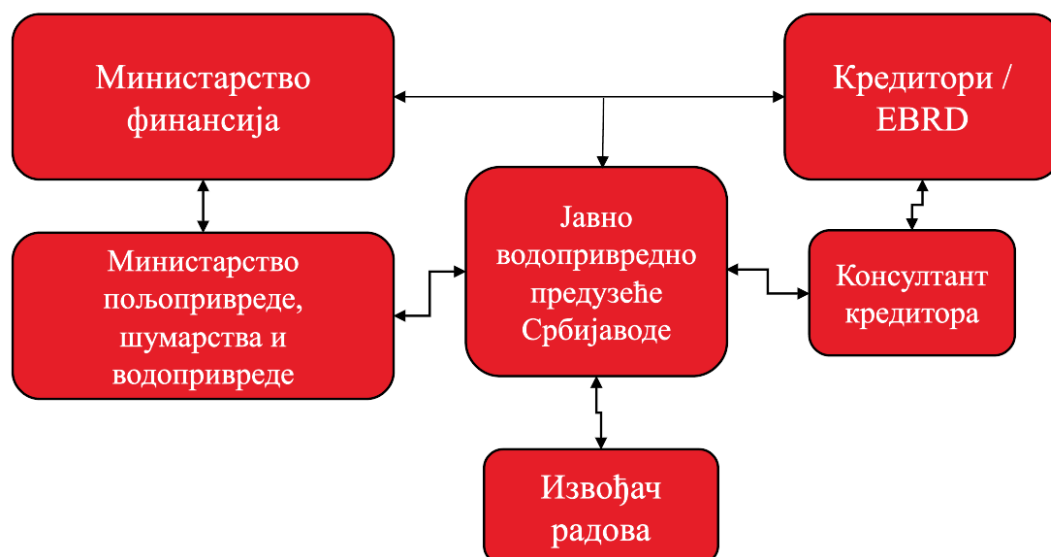 Министарство
финансија
Кредитори /
EBRD
Јавно
водопривредно
предузеће
Србијаводе
Министарство
пољопривреде,
шумарства и
водопривреде
Консултант
кредитора
Извођач
радова